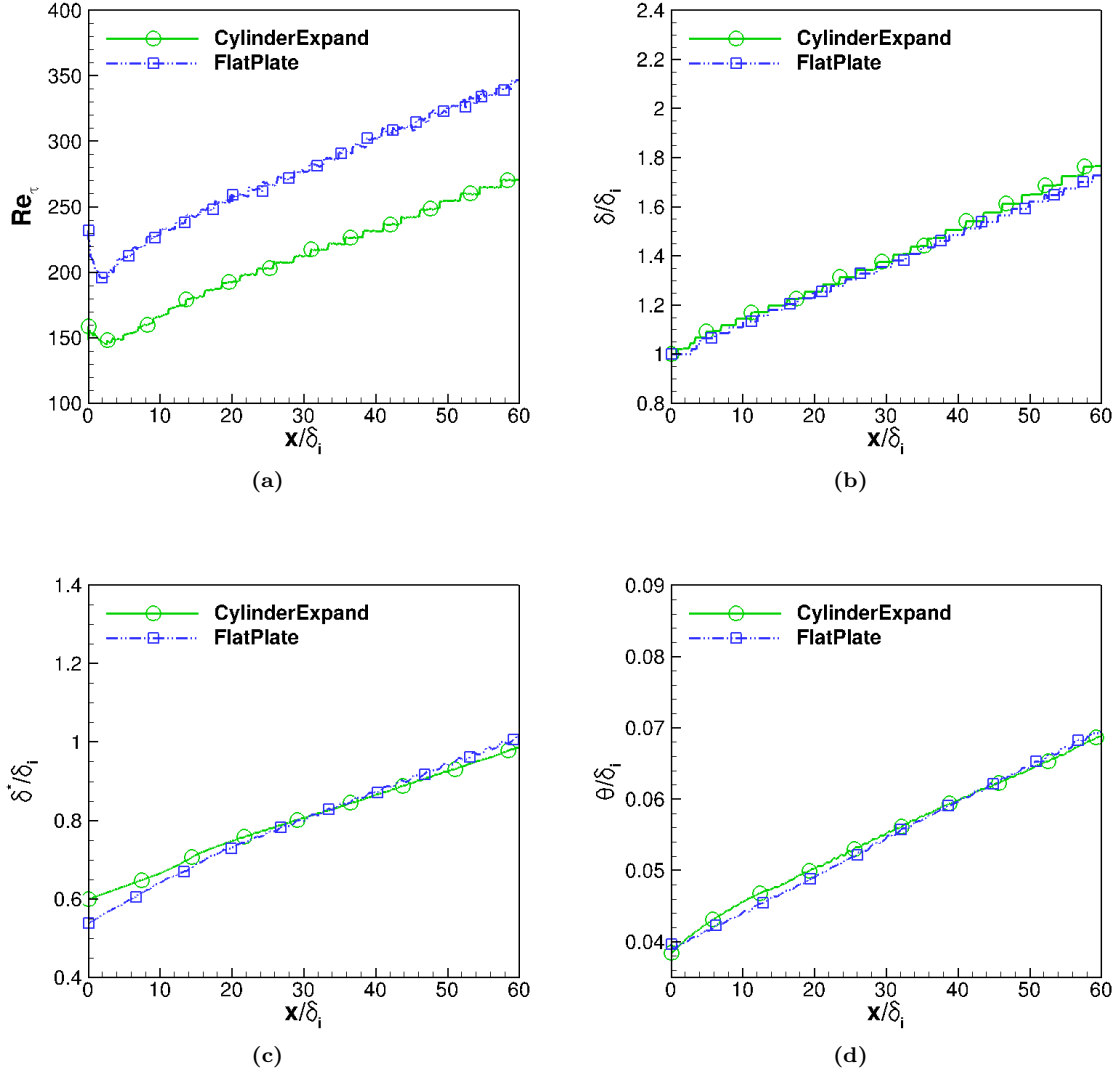 400
350
300
250
200
150
100
Re_τ
CylinderExpand
FlatPlate
0 10 20 30 40 50 60
x/δ_i
(a)
2.4
2.2
2
1.8
1.6
1.4
1.2
1
0.8
δ/δ_i
CylinderExpand
FlatPlate
0 10 20 30 40 50 60
x/δ_i
(b)
1.4
1.2
1
0.8
0.6
0.4
δ*/δ_i
CylinderExpand
FlatPlate
0 10 20 30 40 50 60
x/δ_i
(c)
0.09
0.08
0.07
0.06
0.05
0.04
θ/δ_i
CylinderExpand
FlatPlate
0 10 20 30 40 50 60
x/δ_i
(d)